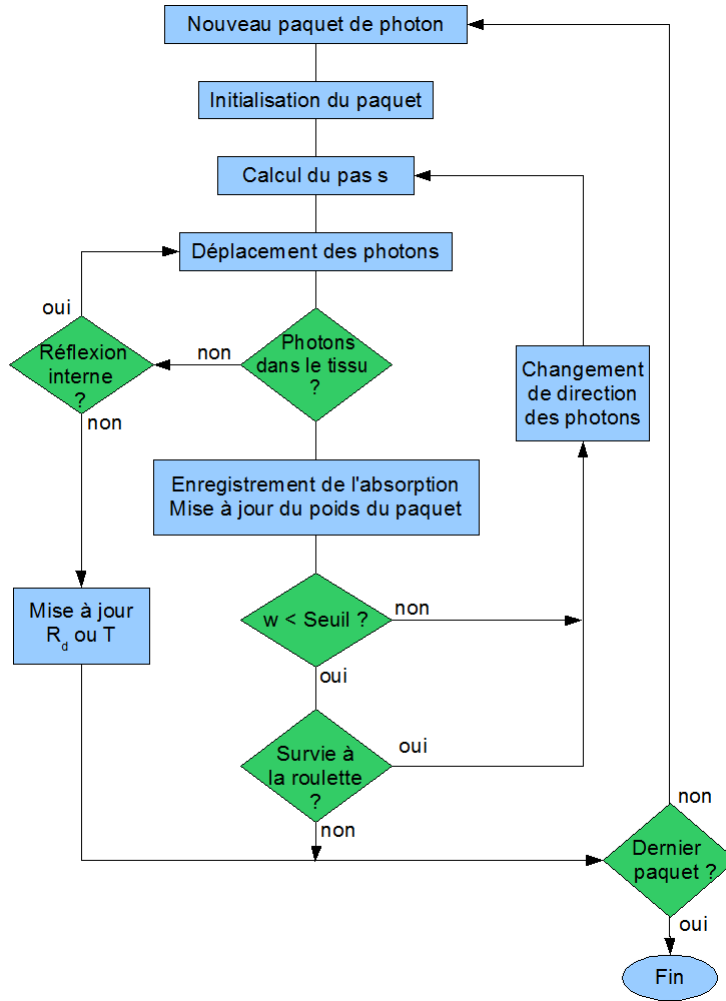 Nouveau paquet de photon
Initialisation du paquet
Calcul du pas s
Déplacement des photons
oui
Réflexion
interne
?
non
Photons
dans le tissu
?
non
Changement
de direction
des photons
Enregistrement de l'absorption
Mise à jour du poids du paquet
Mise à jour
Rd ou T
w < Seuil ?
non
oui
Survie à
la roulette
?
oui
non
non
Dernier
paquet ?
oui
Fin